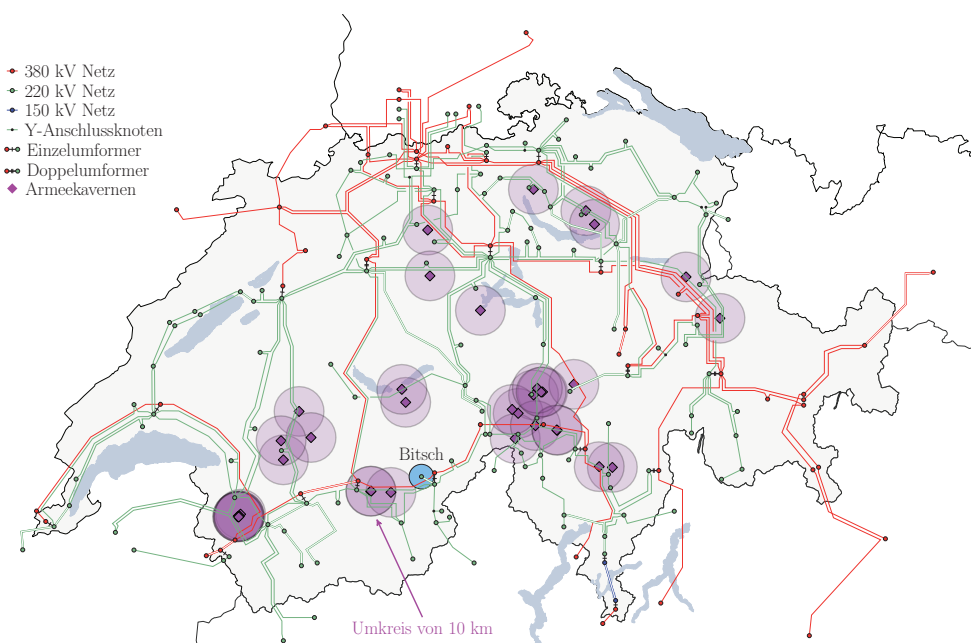 380 kV Netz
220 kV Netz
150 kV Netz
Y-Anschlussknoten
Einzelumformer
Doppelumformer
Armeekavernen
Bitsch
Umkreis von 10 km